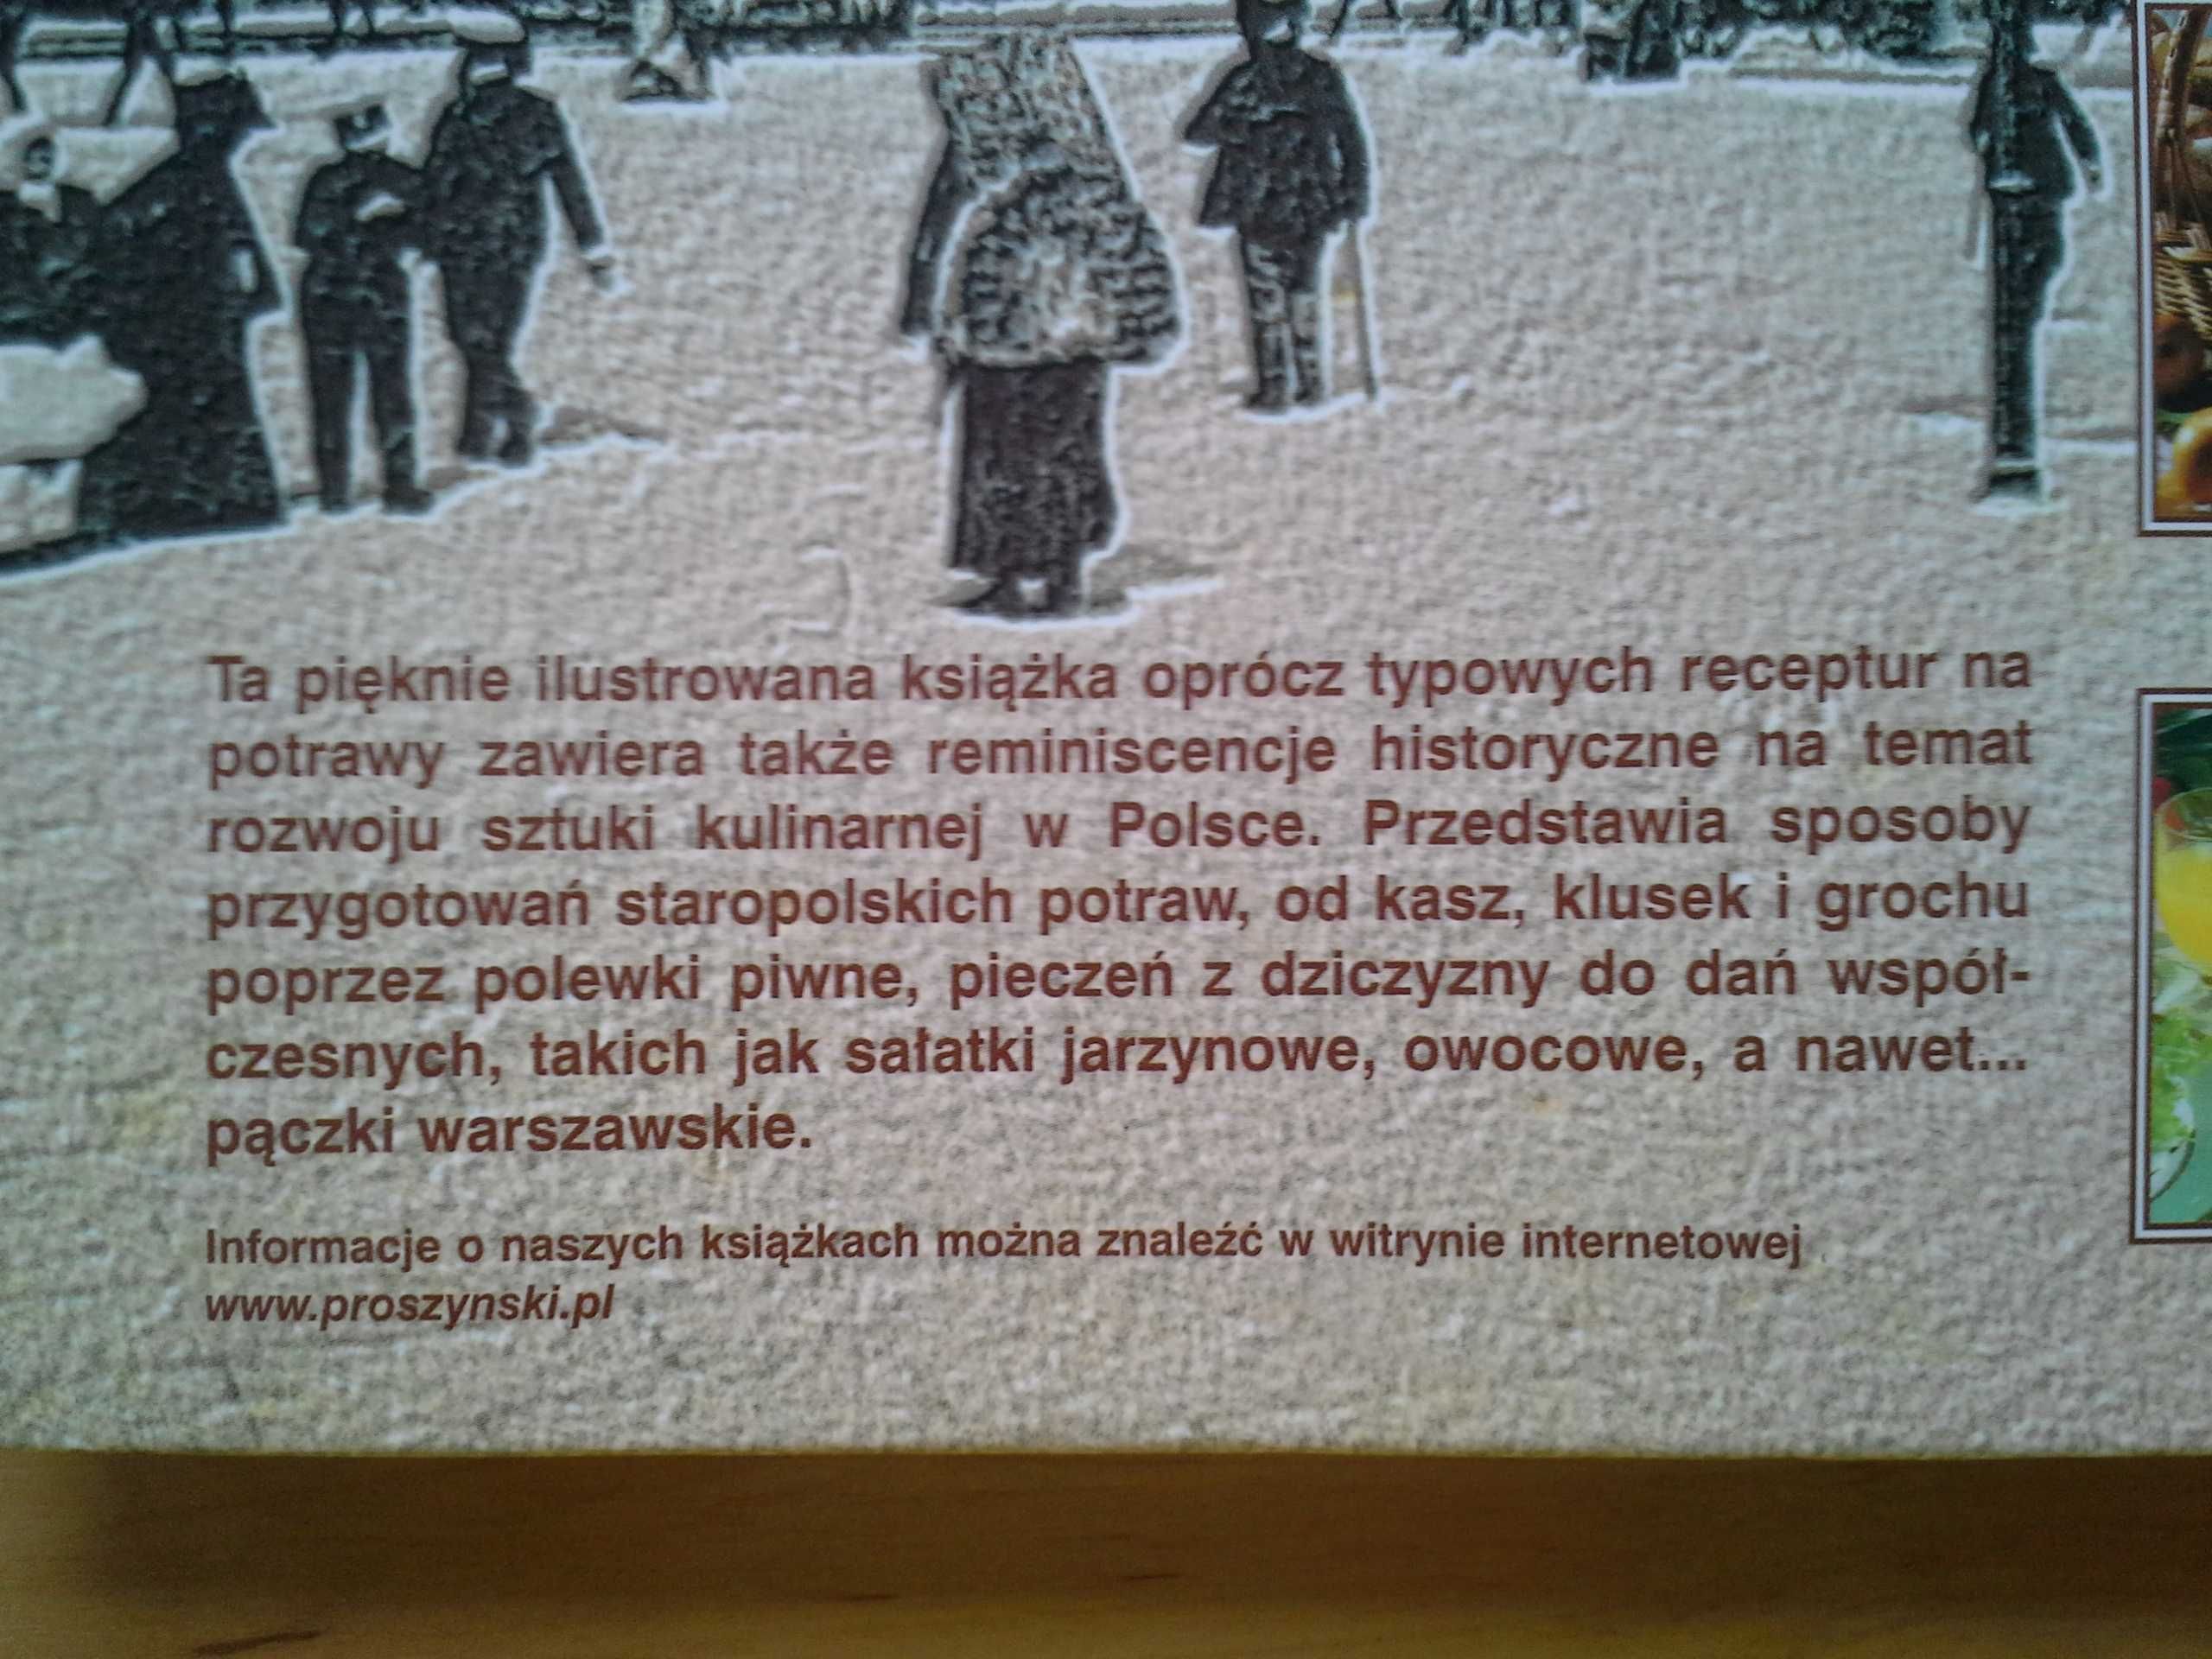 Ta pięknie ilustrowana książka oprócz typowych receptur na
potrawy zawiera także reminiscencje historyczne na temat
rozwoju sztuki kulinarnej w Polsce. Przedstawia sposoby
przygotowań staropolskich potraw, od kasz, klusek i grochu
poprzez polewki piwne, pieczeń z dziczyzny do dań współ-
czesnych, takich jak sałatki jarzynowe, owocowe, a nawet...
pączki warszawskie.
Informacje o naszych książkach można znaleźć w witrynie internetowej
www.proszynski.pl